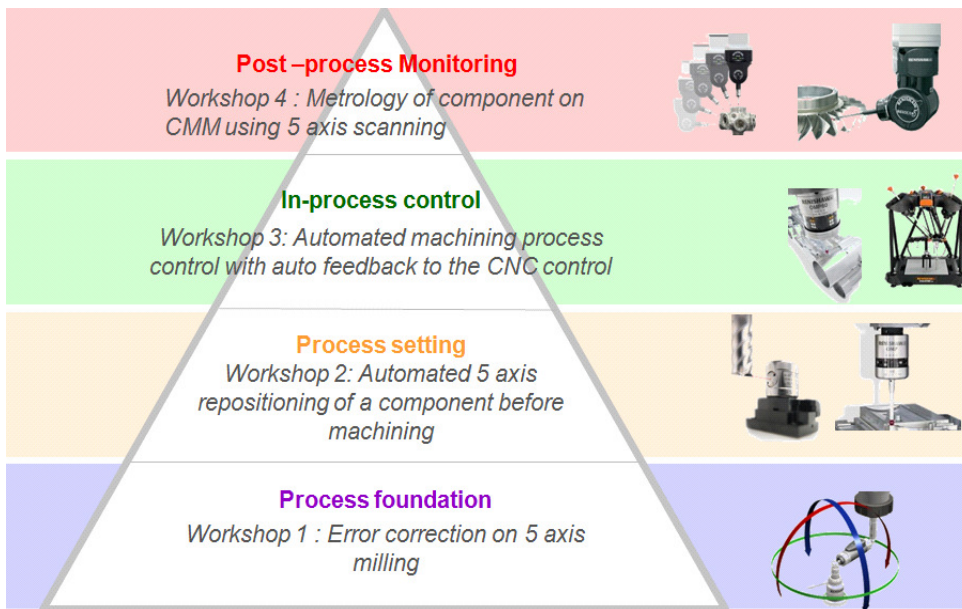 Post –process Monitoring
Workshop 4 : Metrology of component on
CMM using 5 axis scanning
In-process control
Workshop 3: Automated machining process
control with auto feedback to the CNC control
Process setting
Workshop 2: Automated 5 axis
repositioning of a component before
machining
Process foundation
Workshop 1 : Error correction on 5 axis
milling